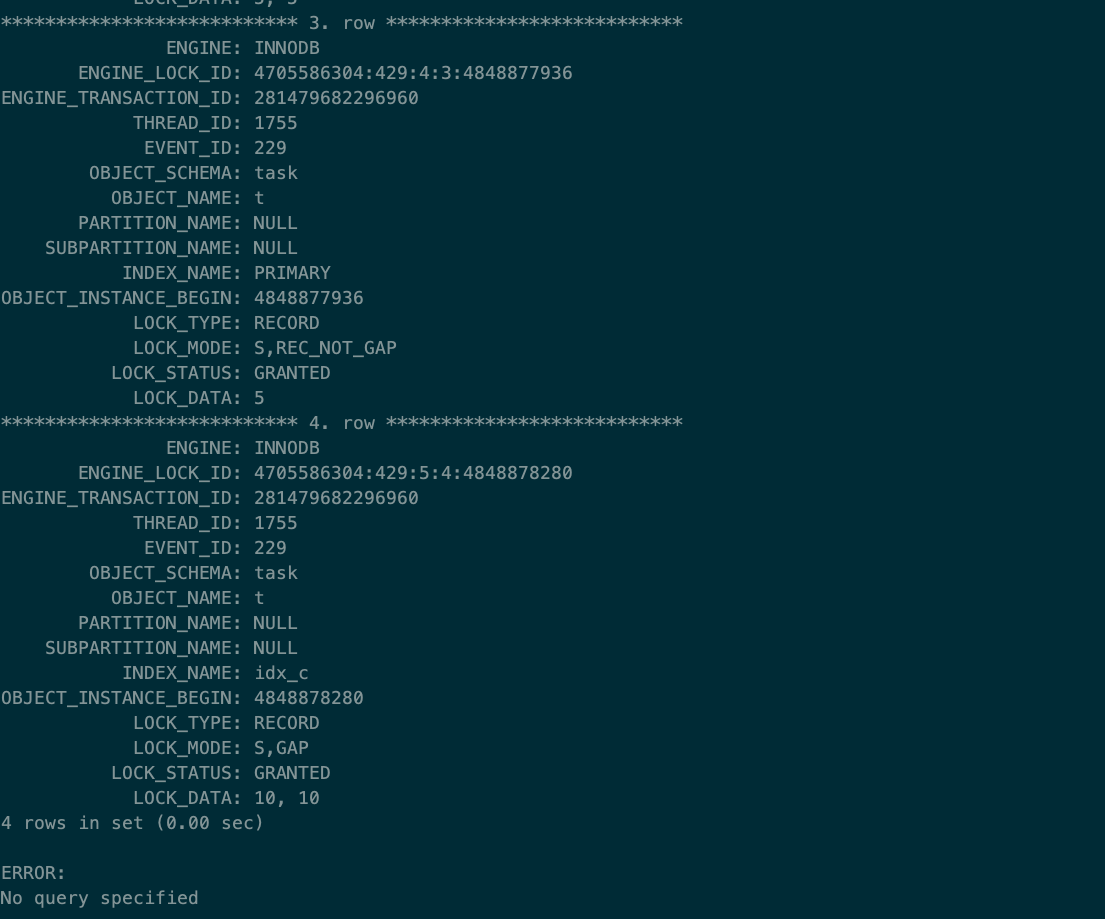 LOCK_DATA: 5, 5
*************************** 3. row ***************************
ENGINE: INNODB
ENGINE_LOCK_ID: 4705586304:429:4:3:4848877936
ENGINE_TRANSACTION_ID: 281479682296960
THREAD_ID: 1755
EVENT_ID: 229
OBJECT_SCHEMA: task
OBJECT_NAME: t
PARTITION_NAME: NULL
SUBPARTITION_NAME: NULL
INDEX_NAME: PRIMARY
OBJECT_INSTANCE_BEGIN: 4848877936
LOCK_TYPE: RECORD
LOCK_MODE: S,REC_NOT_GAP
LOCK_STATUS: GRANTED
LOCK_DATA: 5
*************************** 4. row ***************************
ENGINE: INNODB
ENGINE_LOCK_ID: 4705586304:429:5:4:4848878280
ENGINE_TRANSACTION_ID: 281479682296960
THREAD_ID: 1755
EVENT_ID: 229
OBJECT_SCHEMA: task
OBJECT_NAME: t
PARTITION_NAME: NULL
SUBPARTITION_NAME: NULL
INDEX_NAME: idx_c
OBJECT_INSTANCE_BEGIN: 4848878280
LOCK_TYPE: RECORD
LOCK_MODE: S,GAP
LOCK_STATUS: GRANTED
LOCK_DATA: 10, 10
4 rows in set (0.00 sec)
ERROR:
No query specified